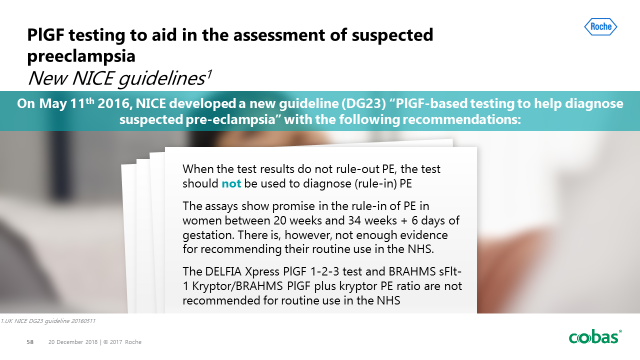 PlGF testing to aid in the assessment of suspected
preeclampsia
New NICE guidelines1
Roche
On May 11th 2016, NICE developed a new guideline (DG23) “PlGF-based testing to help diagnose
suspected pre-eclampsia” with the following recommendations:
When the test results do not rule-out PE, the test
should not be used to diagnose (rule-in) PE
The assays show promise in the rule-in of PE in
women between 20 weeks and 34 weeks + 6 days of
gestation. There is, however, not enough evidence
for recommending their routine use in the NHS.
The DELFIA Xpress PlGF 1-2-3 test and BRAHMS sFlt-
1 Kryptor/BRAHMS PlGF plus kryptor PE ratio are not
recommended for routine use in the NHS
1.UK NICE DG23 guideline 20160511
58 20 December 2018 | © 2017 Roche
cobas®